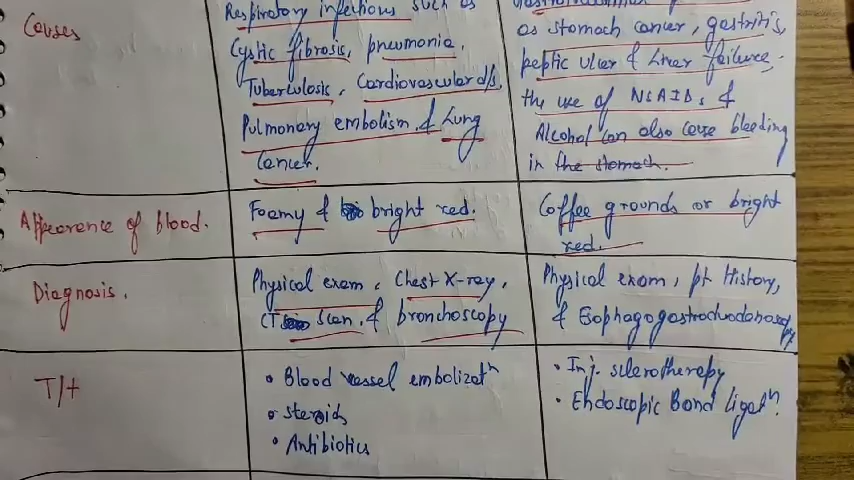 Causes
Respiratory infections such as
Cystic fibrosis, pneumonia,
Tuberculosis, Cardiovascular d/s,
Pulmonary embolism, & Lung
Cancer.
as stomach cancer, gastritis,
peptic ulcer & Liver failure,
the use of NSAIDs, &
Alcohol can also cause bleeding
in the stomach.
Appearence of blood.
Foamy & bright red.
Coffee grounds or bright
red.
Diagnosis.
Physical exam, Chest X-ray,
CT scan, & bronchoscopy
Physical exam, pt History,
& Esophagogastroduodenoscopy
T/t
• Blood vessel embolizatⁿ
• Steroids
• Antibiotics
• Inj. sclerotherapy
• Endoscopic Band ligatⁿ.